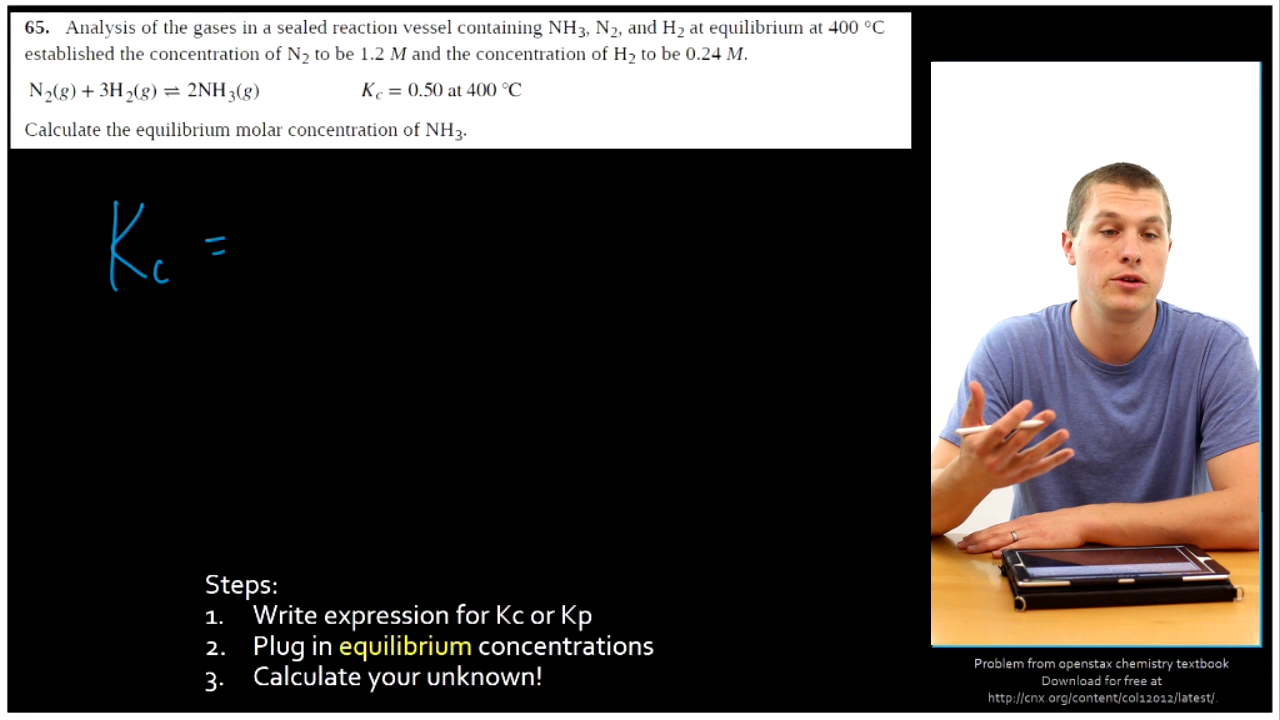 65. Analysis of the gases in a sealed reaction vessel containing NH₃, N₂, and H₂ at equilibrium at 400 °C
established the concentration of N₂ to be 1.2 M and the concentration of H₂ to be 0.24 M.
N₂(g) + 3H₂(g) ⇌ 2NH₃(g) K_c = 0.50 at 400 °C
Calculate the equilibrium molar concentration of NH₃.
K_c =
Steps:
1. Write expression for Kc or Kp
2. Plug in equilibrium concentrations
3. Calculate your unknown!
Problem from openstax chemistry textbook
Download for free at
http://cnx.org/content/col12012/latest/.